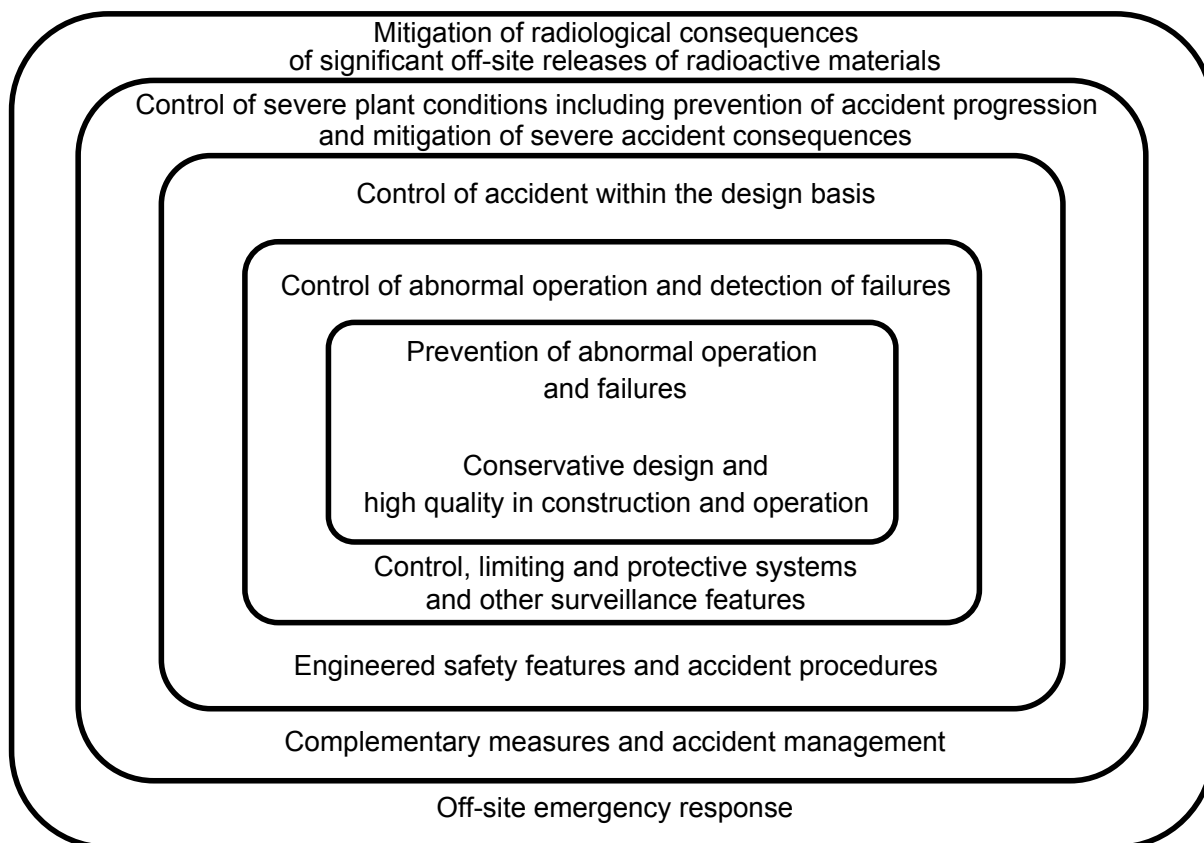 Mitigation of radiological consequences
of significant off-site releases of radioactive materials
Control of severe plant conditions including prevention of accident progression
and mitigation of severe accident consequences
Control of accident within the design basis
Control of abnormal operation and detection of failures
Prevention of abnormal operation
and failures
Conservative design and
high quality in construction and operation
Control, limiting and protective systems
and other surveillance features
Engineered safety features and accident procedures
Complementary measures and accident management
Off-site emergency response